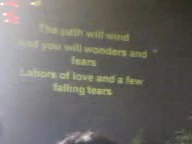 The path will wind
And you will wonders and
fears
Labors of love and a few
falling tears